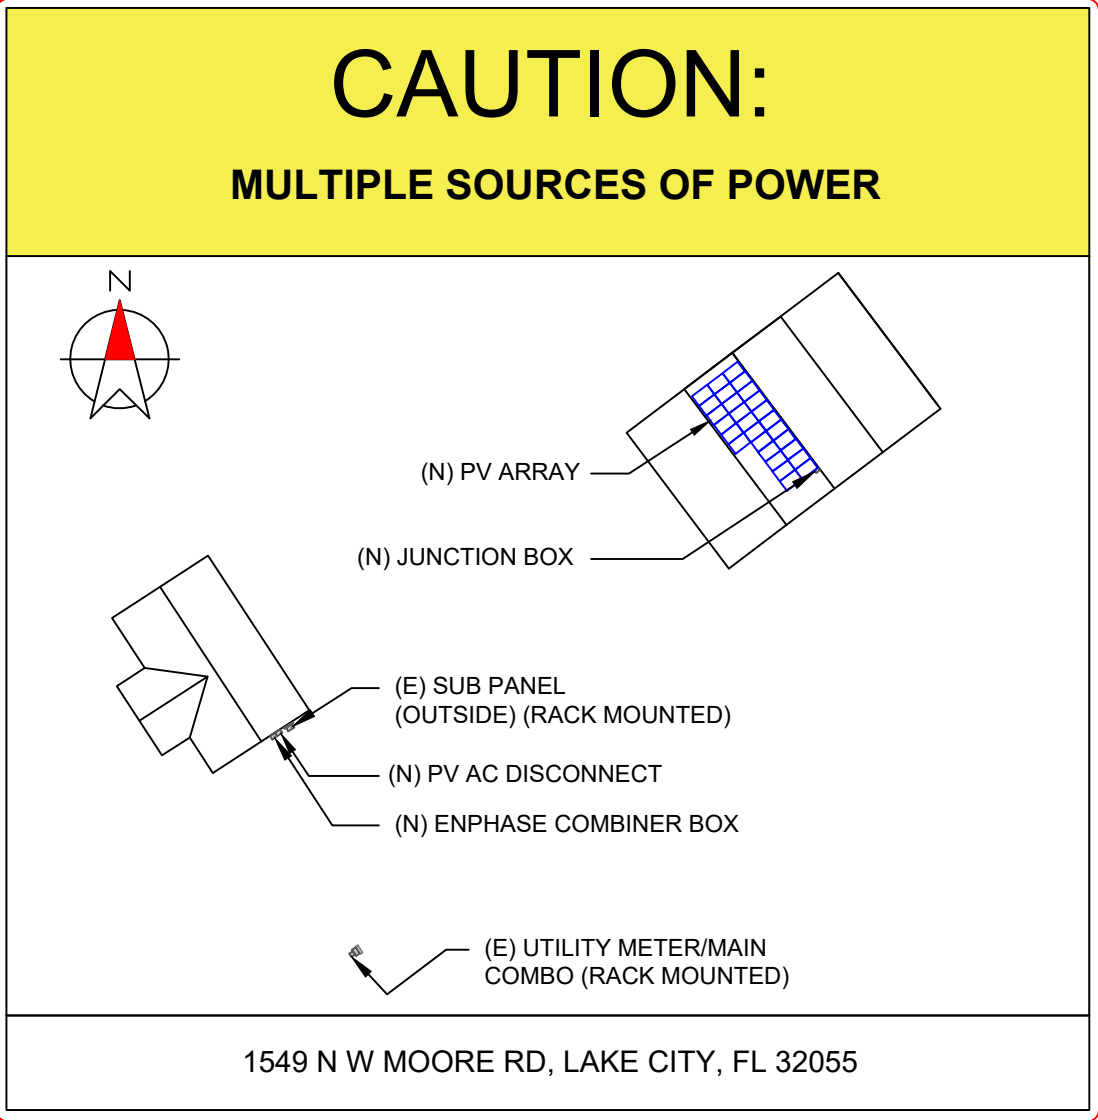 CAUTION:
MULTIPLE SOURCES OF POWER
N
(N) PV ARRAY
(N) JUNCTION BOX
(E) SUB PANEL
(OUTSIDE) (RACK MOUNTED)
(N) PV AC DISCONNECT
(N) ENPHASE COMBINER BOX
(E) UTILITY METER/MAIN
COMBO (RACK MOUNTED)
1549 N W MOORE RD, LAKE CITY, FL 32055